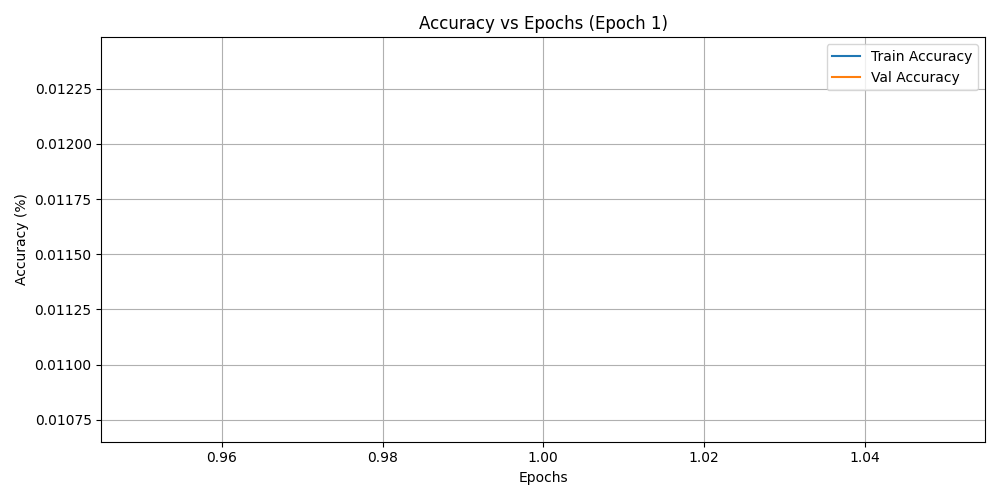 Accuracy vs Epochs (Epoch 1)
Train Accuracy
Val Accuracy
0.01225
0.01200
0.01175
0.01150
0.01125
0.01100
0.01075
Accuracy (%)
0.96
0.98
1.00
1.02
1.04
Epochs